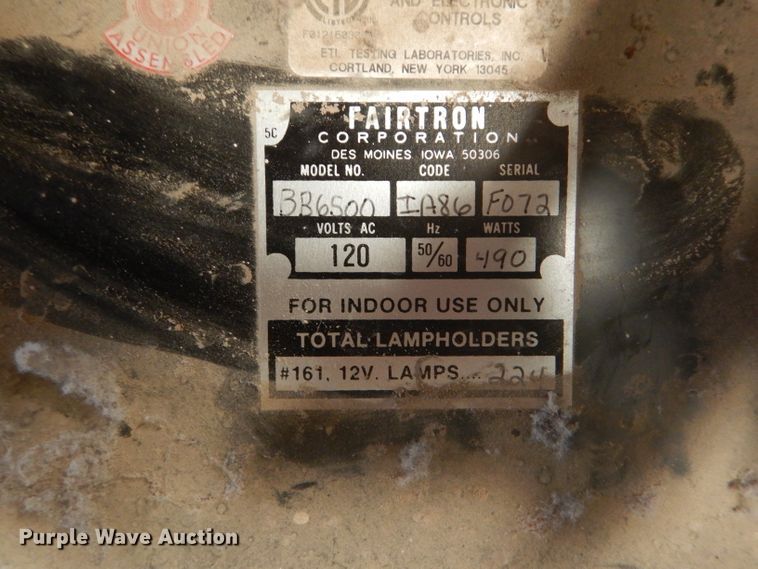 UNION
ASSEMBLED
LISTED
AND ELECTRONIC
CONTROLS
ETL TESTING LABORATORIES, INC.
CORTLAND, NEW YORK 13045
5C
FAIRTRON
CORPORATION
DES MOINES IOWA 50306
MODEL NO. CODE SERIAL
BB6500 IA86 F072
VOLTS AC Hz WATTS
120 50/60 490
FOR INDOOR USE ONLY
TOTAL LAMPHOLDERS
#161, 12V. LAMPS... 224
Purple Wave Auction